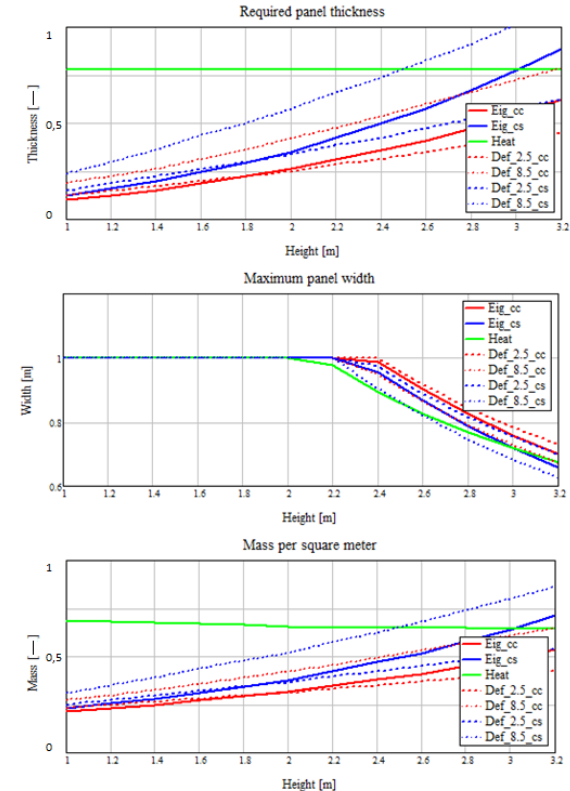 Required panel thickness
1
0,5
0
Thickness [—]
Eig_cc
Eig_cs
Heat
Def_2.5_cc
Def_8.5_cc
Def_2.5_cs
Def_8.5_cs
1 1.2 1.4 1.6 1.8 2 2.2 2.4 2.6 2.8 3 3.2
Height [m]
Maximum panel width
1
0.8
0.6
Width [m]
Eig_cc
Eig_cs
Heat
Def_2.5_cc
Def_8.5_cc
Def_2.5_cs
Def_8.5_cs
1 1.2 1.4 1.6 1.8 2 2.2 2.4 2.6 2.8 3 3.2
Height [m]
Mass per square meter
1
0,5
0
Mass [—]
Eig_cc
Eig_cs
Heat
Def_2.5_cc
Def_8.5_cc
Def_2.5_cs
Def_8.5_cs
1 1.2 1.4 1.6 1.8 2 2.2 2.4 2.6 2.8 3 3.2
Height [m]